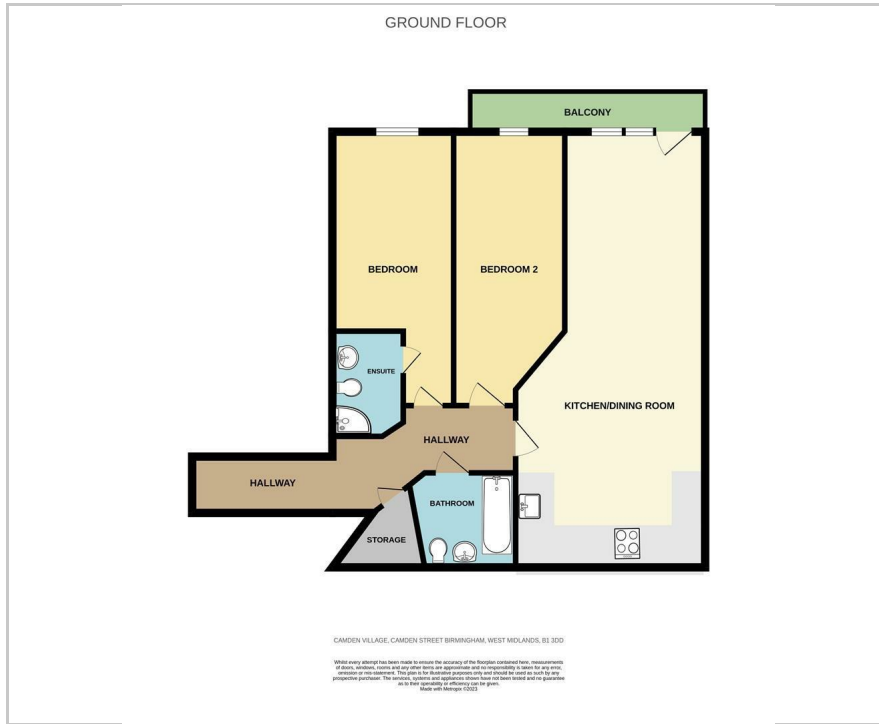 GROUND FLOOR
BALCONY
BEDROOM
BEDROOM 2
ENSUITE
KITCHEN/DINING ROOM
HALLWAY
HALLWAY
BATHROOM
STORAGE
CAMDEN VILLAGE, CAMDEN STREET BIRMINGHAM, WEST MIDLANDS, B1 3DD
Whilst every attempt has been made to ensure the accuracy of the floorplan contained here, measurements
of doors, windows, rooms and any other items are approximate and no responsibility is taken for any error,
omission or mis-statement. This plan is for illustrative purposes only and should be used as such by any
prospective purchaser. The services, systems and appliances shown have not been tested and no guarantee
as to their operability or efficiency can be given.
Made with Metropix ©2023